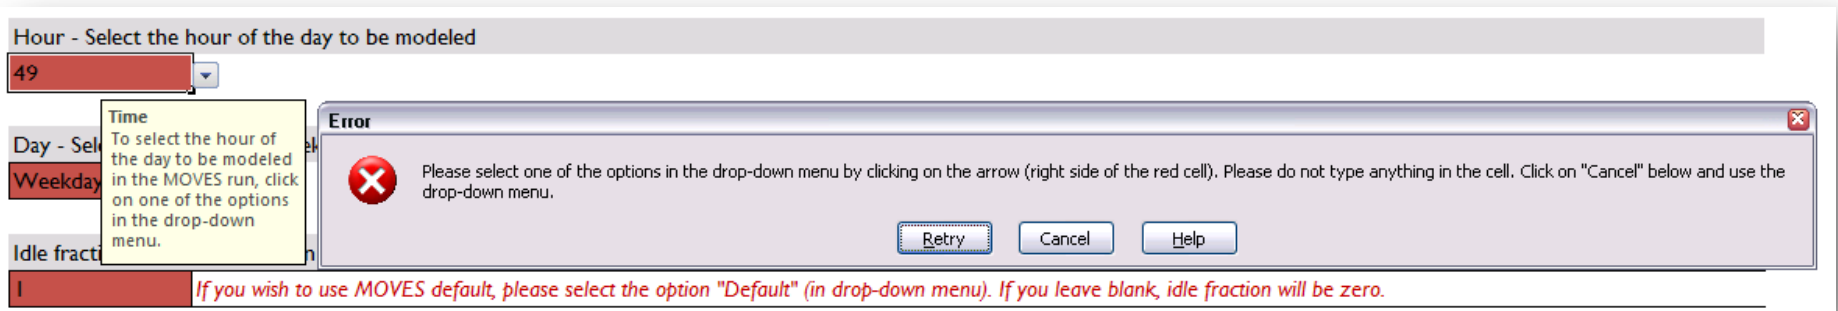 Hour - Select the hour of the day to be modeled
49
Time
To select the hour of
the day to be modeled
in the MOVES run, click
on one of the options
in the drop-down
menu.
Error
Please select one of the options in the drop-down menu by clicking on the arrow (right side of the red cell). Please do not type anything in the cell. Click on "Cancel" below and use the
drop-down menu.
Retry
Cancel
Help
Day - Sel
Weekday
Idle fracti
n
1
If you wish to use MOVES default, please select the option "Default" (in drop-down menu). If you leave blank, idle fraction will be zero.